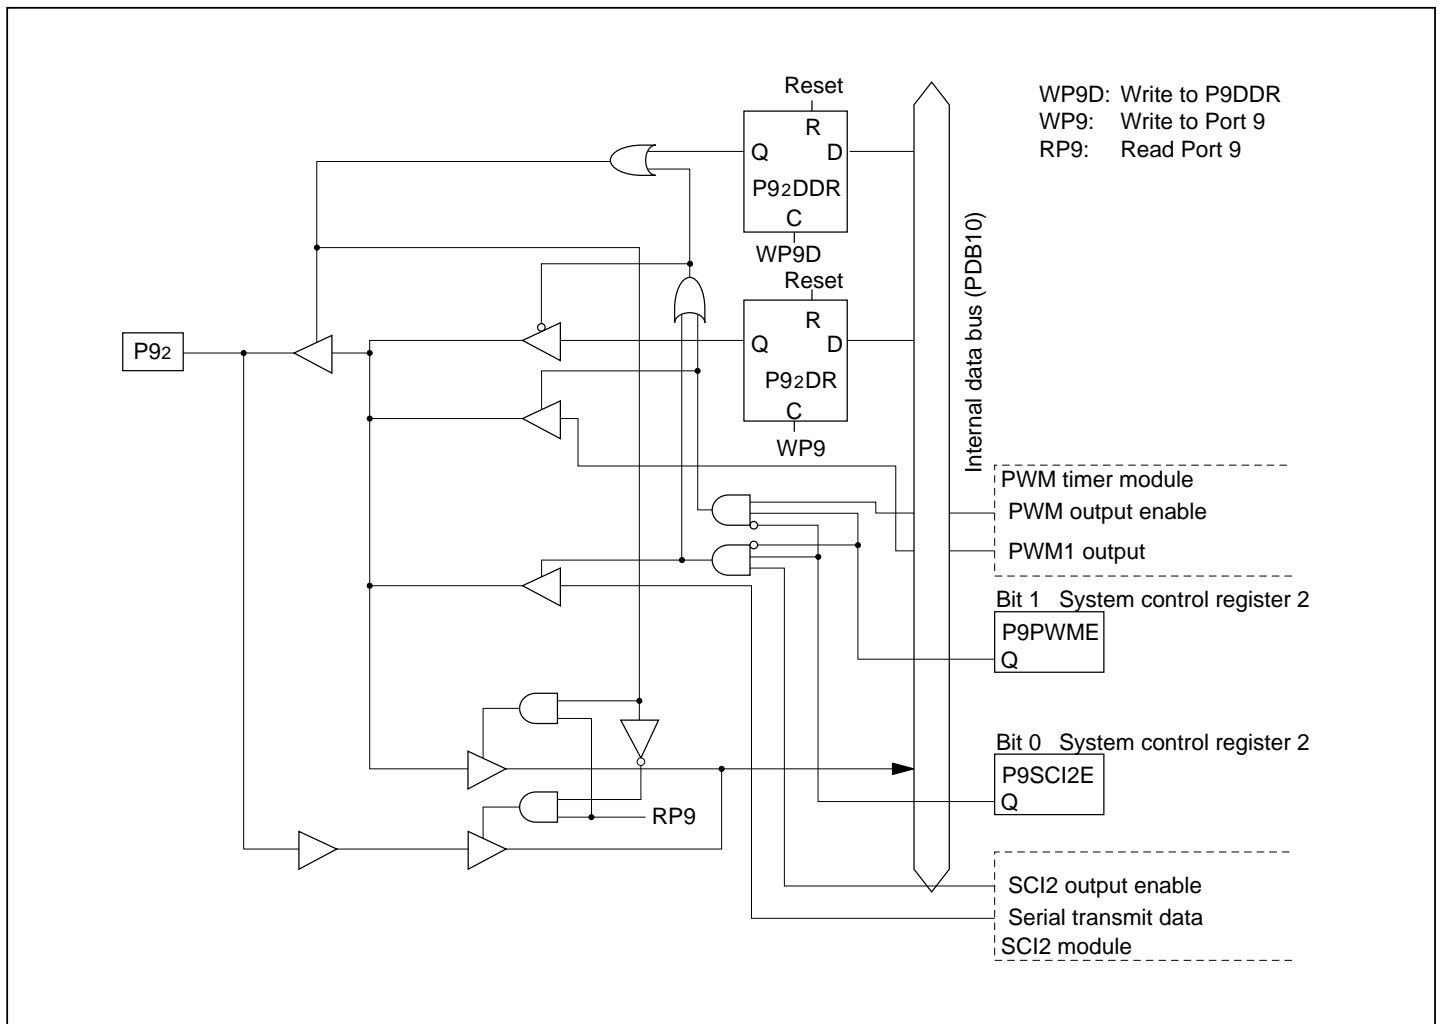 Reset
WP9D: Write to P9DDR
WP9: Write to Port 9
RP9: Read Port 9
R
Q D
P92DDR
C
WP9D
Reset
R
Q D
P92DR
C
WP9
P92
Internal data bus (PDB10)
PWM timer module
PWM output enable
PWM1 output
Bit 1 System control register 2
P9PWME
Q
Bit 0 System control register 2
P9SCI2E
Q
RP9
SCI2 output enable
Serial transmit data
SCI2 module